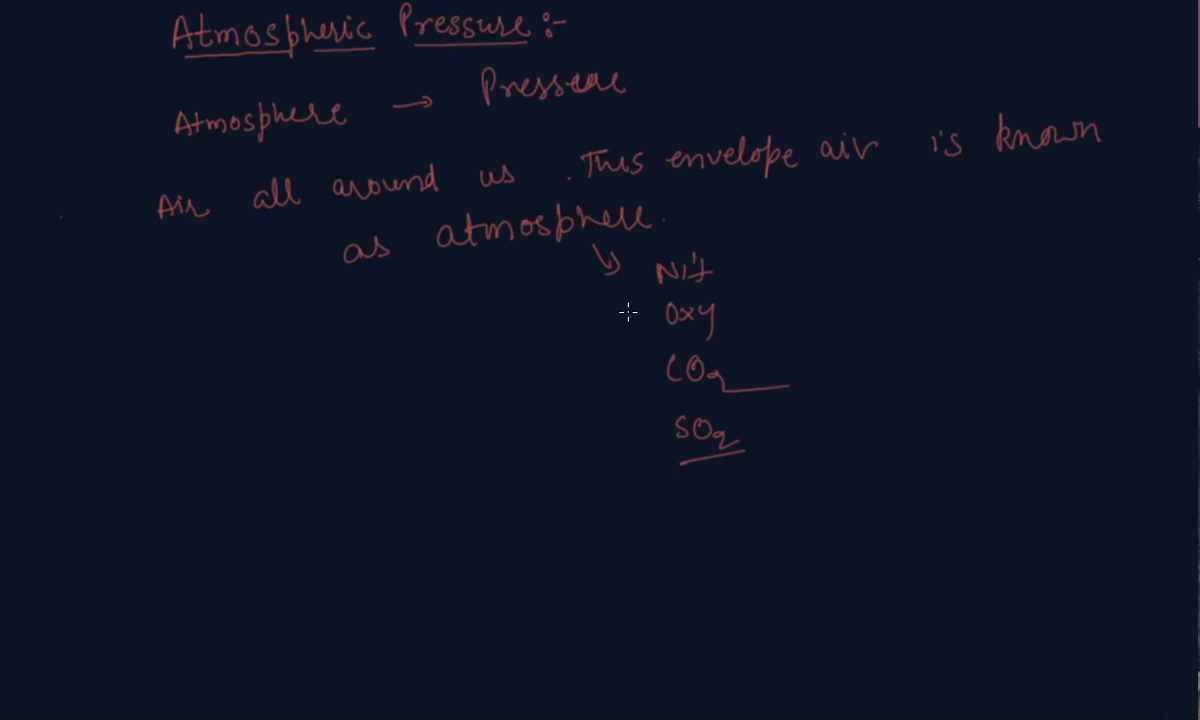 Atmospheric Pressure :-
Atmosphere → Pressure
Air all around us . This envelope air is known
as atmosphere.
↘ Nit
Oxy
CO2
SO2